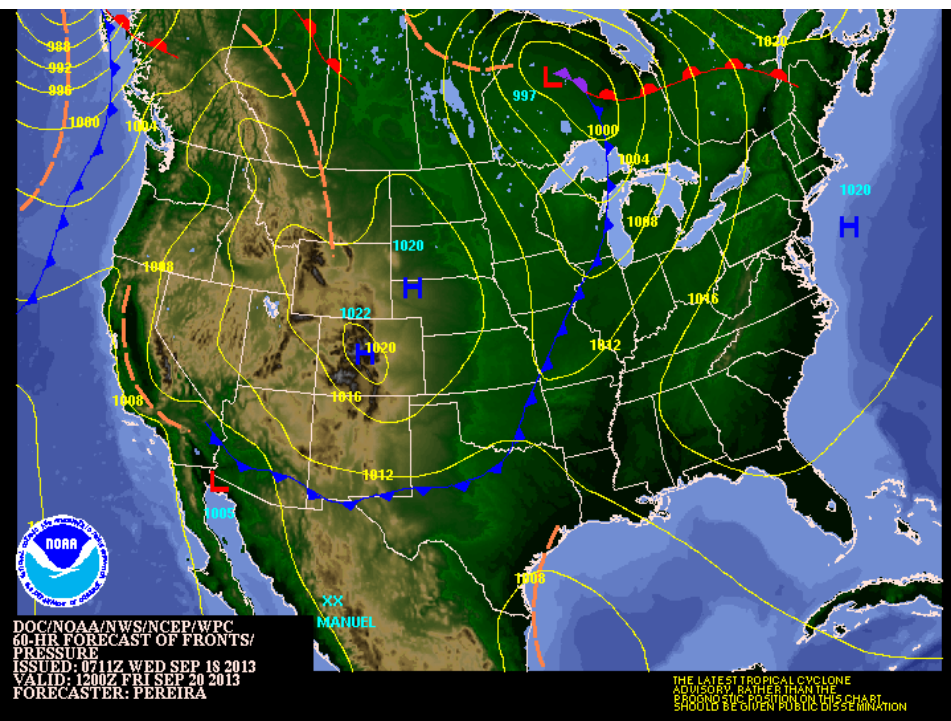 988
992
996
1000
1004
1020
L
997
1000
1004
1008
1020
H
1008
1020
H
1022
1020
H
1016
1016
1012
1008
1012
L
1005
1008
XX
MANUEL
NOAA
DOC/NOAA/NWS/NCEP/WPC
60-HR FORECAST OF FRONTS/
PRESSURE
ISSUED: 0711Z WED SEP 18 2013
VALID: 1200Z FRI SEP 20 2013
FORECASTER: PEREIRA
THE LATEST TROPICAL CYCLONE
ADVISORY, RATHER THAN THE
PROGNOSTIC POSITION ON THIS CHART,
SHOULD BE GIVEN PUBLIC DISSEMINATION